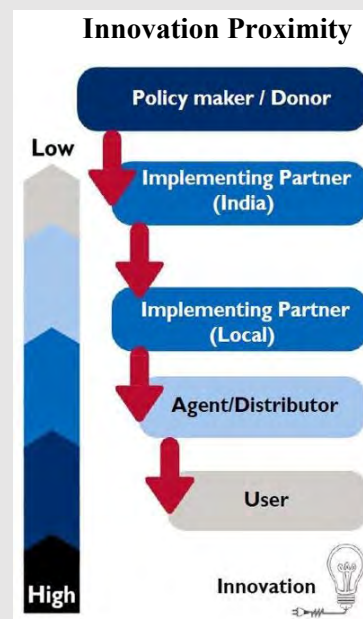 Innovation Proximity
Policy maker / Donor
Low
Implementing Partner
(India)
Implementing Partner
(Local)
Agent/Distributor
User
High
Innovation